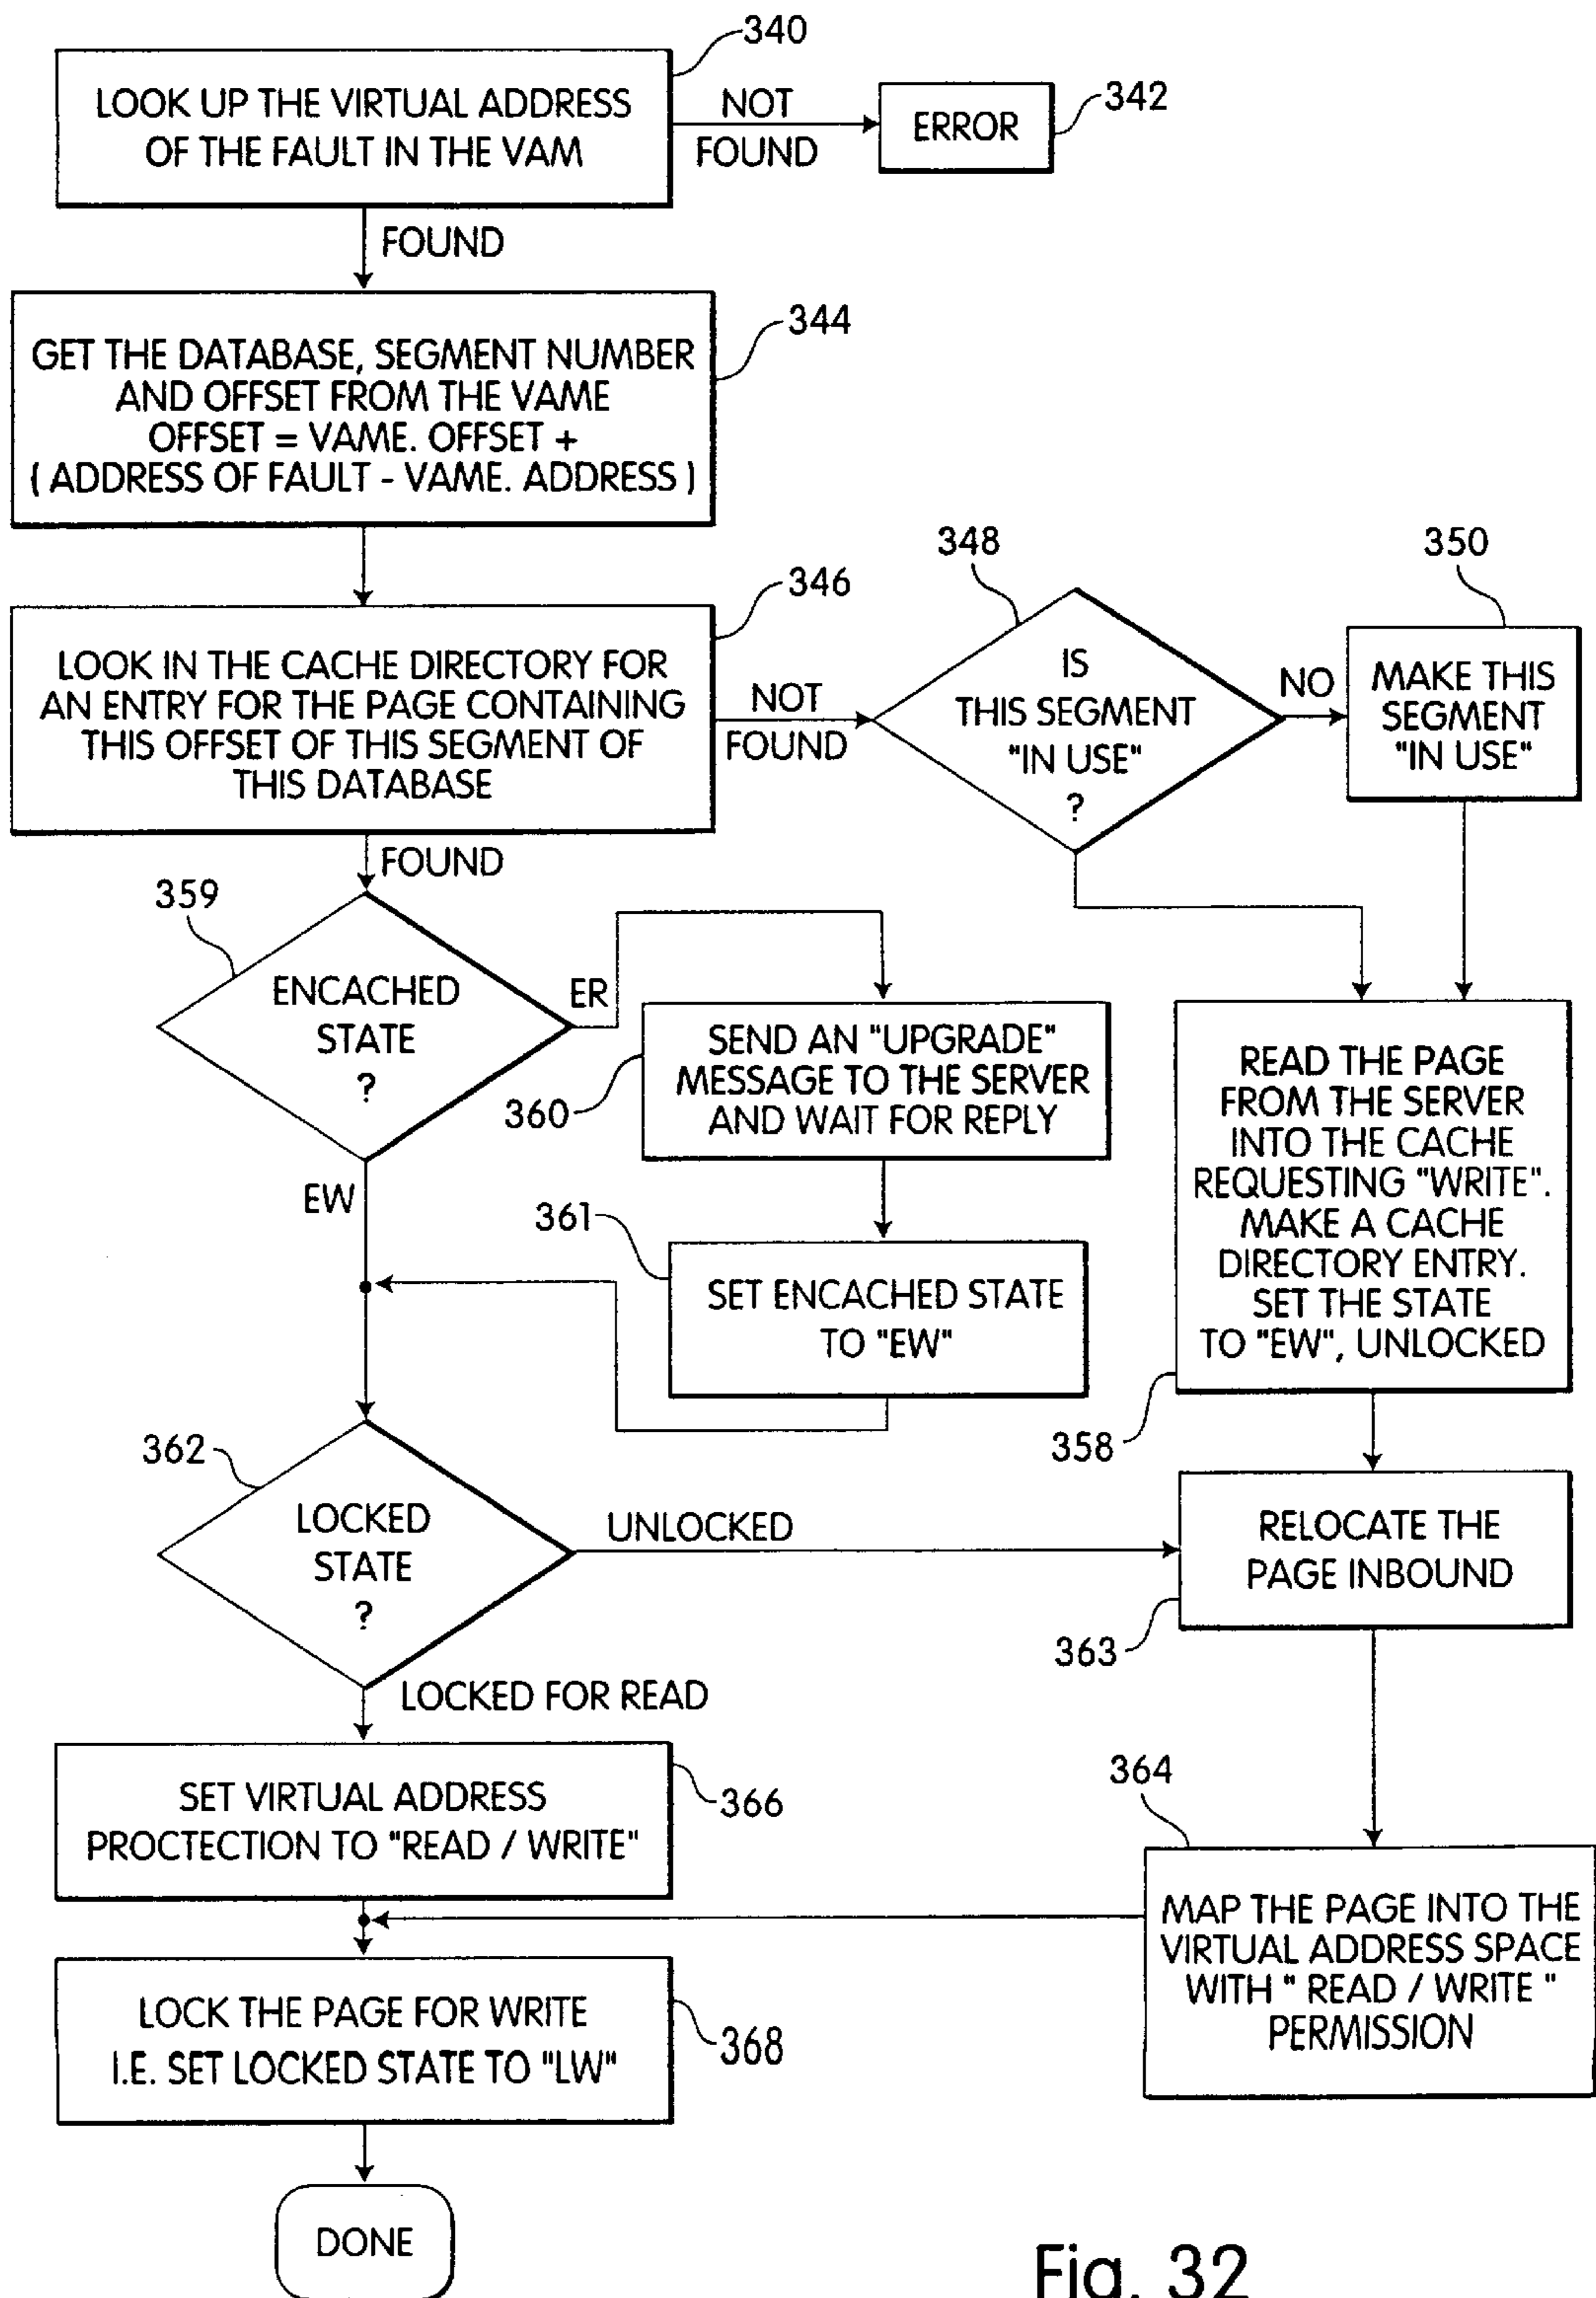 340
LOOK UP THE VIRTUAL ADDRESS
OF THE FAULT IN THE VAM
NOT
FOUND
ERROR
342
FOUND
344
GET THE DATABASE, SEGMENT NUMBER
AND OFFSET FROM THE VAME
OFFSET = VAME. OFFSET +
( ADDRESS OF FAULT - VAME. ADDRESS )
346
LOOK IN THE CACHE DIRECTORY FOR
AN ENTRY FOR THE PAGE CONTAINING
THIS OFFSET OF THIS SEGMENT OF
THIS DATABASE
NOT
FOUND
348
IS
THIS SEGMENT
"IN USE"
?
NO
350
MAKE THIS
SEGMENT
"IN USE"
FOUND
359
ENCACHED
STATE
?
ER
EW
360
SEND AN "UPGRADE"
MESSAGE TO THE SERVER
AND WAIT FOR REPLY
361
SET ENCACHED STATE
TO "EW"
READ THE PAGE
FROM THE SERVER
INTO THE CACHE
REQUESTING "WRITE".
MAKE A CACHE
DIRECTORY ENTRY.
SET THE STATE
TO "EW", UNLOCKED
358
362
LOCKED
STATE
?
UNLOCKED
RELOCATE THE
PAGE INBOUND
363
LOCKED FOR READ
SET VIRTUAL ADDRESS
PROCTECTION TO "READ / WRITE"
366
364
MAP THE PAGE INTO THE
VIRTUAL ADDRESS SPACE
WITH " READ / WRITE "
PERMISSION
LOCK THE PAGE FOR WRITE
I.E. SET LOCKED STATE TO "LW"
368
DONE
Fig. 32